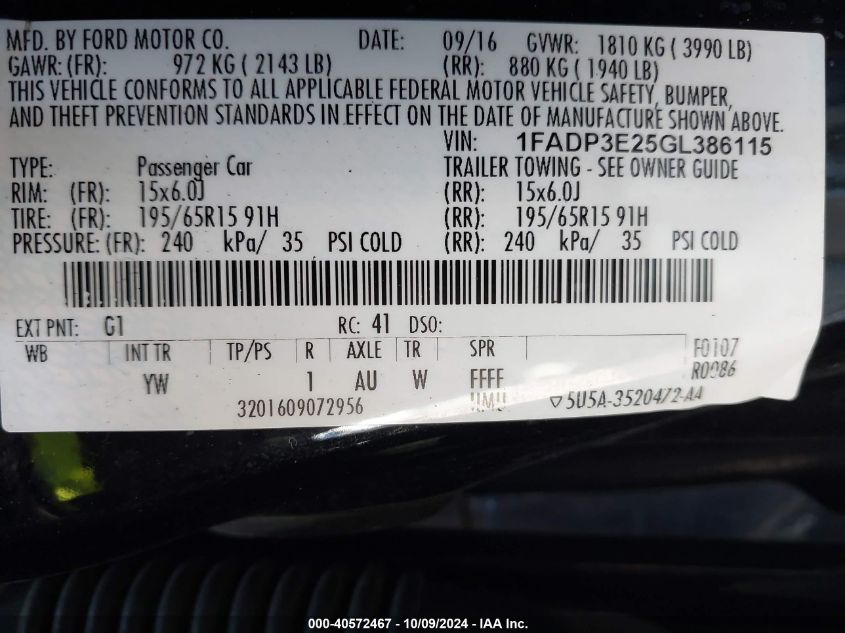 MFD. BY FORD MOTOR CO. DATE: 09/16 GVWR: 1810 KG ( 3990 LB)
GAWR: (FR): 972 KG ( 2143 LB) (RR): 880 KG ( 1940 LB)
THIS VEHICLE CONFORMS TO ALL APPLICABLE FEDERAL MOTOR VEHICLE SAFETY, BUMPER,
AND THEFT PREVENTION STANDARDS IN EFFECT ON THE DATE OF MANUFACTURE SHOWN ABOVE.
VIN: 1FADP3E25GL386115
TYPE: Passenger Car TRAILER TOWING - SEE OWNER GUIDE
RIM: (FR): 15x6.0J (RR): 15x6.0J
TIRE: (FR): 195/65R15 91H (RR): 195/65R15 91H
PRESSURE: (FR): 240 kPa/ 35 PSI COLD (RR): 240 kPa/ 35 PSI COLD
EXT PNT: G1 RC: 41 DSO:
WB INT TR TP/PS R AXLE TR SPR F0107
YW 1 AU W FFFF R0086
3201609072956 5U5A-3520472-AA
000-40572467 - 10/09/2024 - IAA Inc.